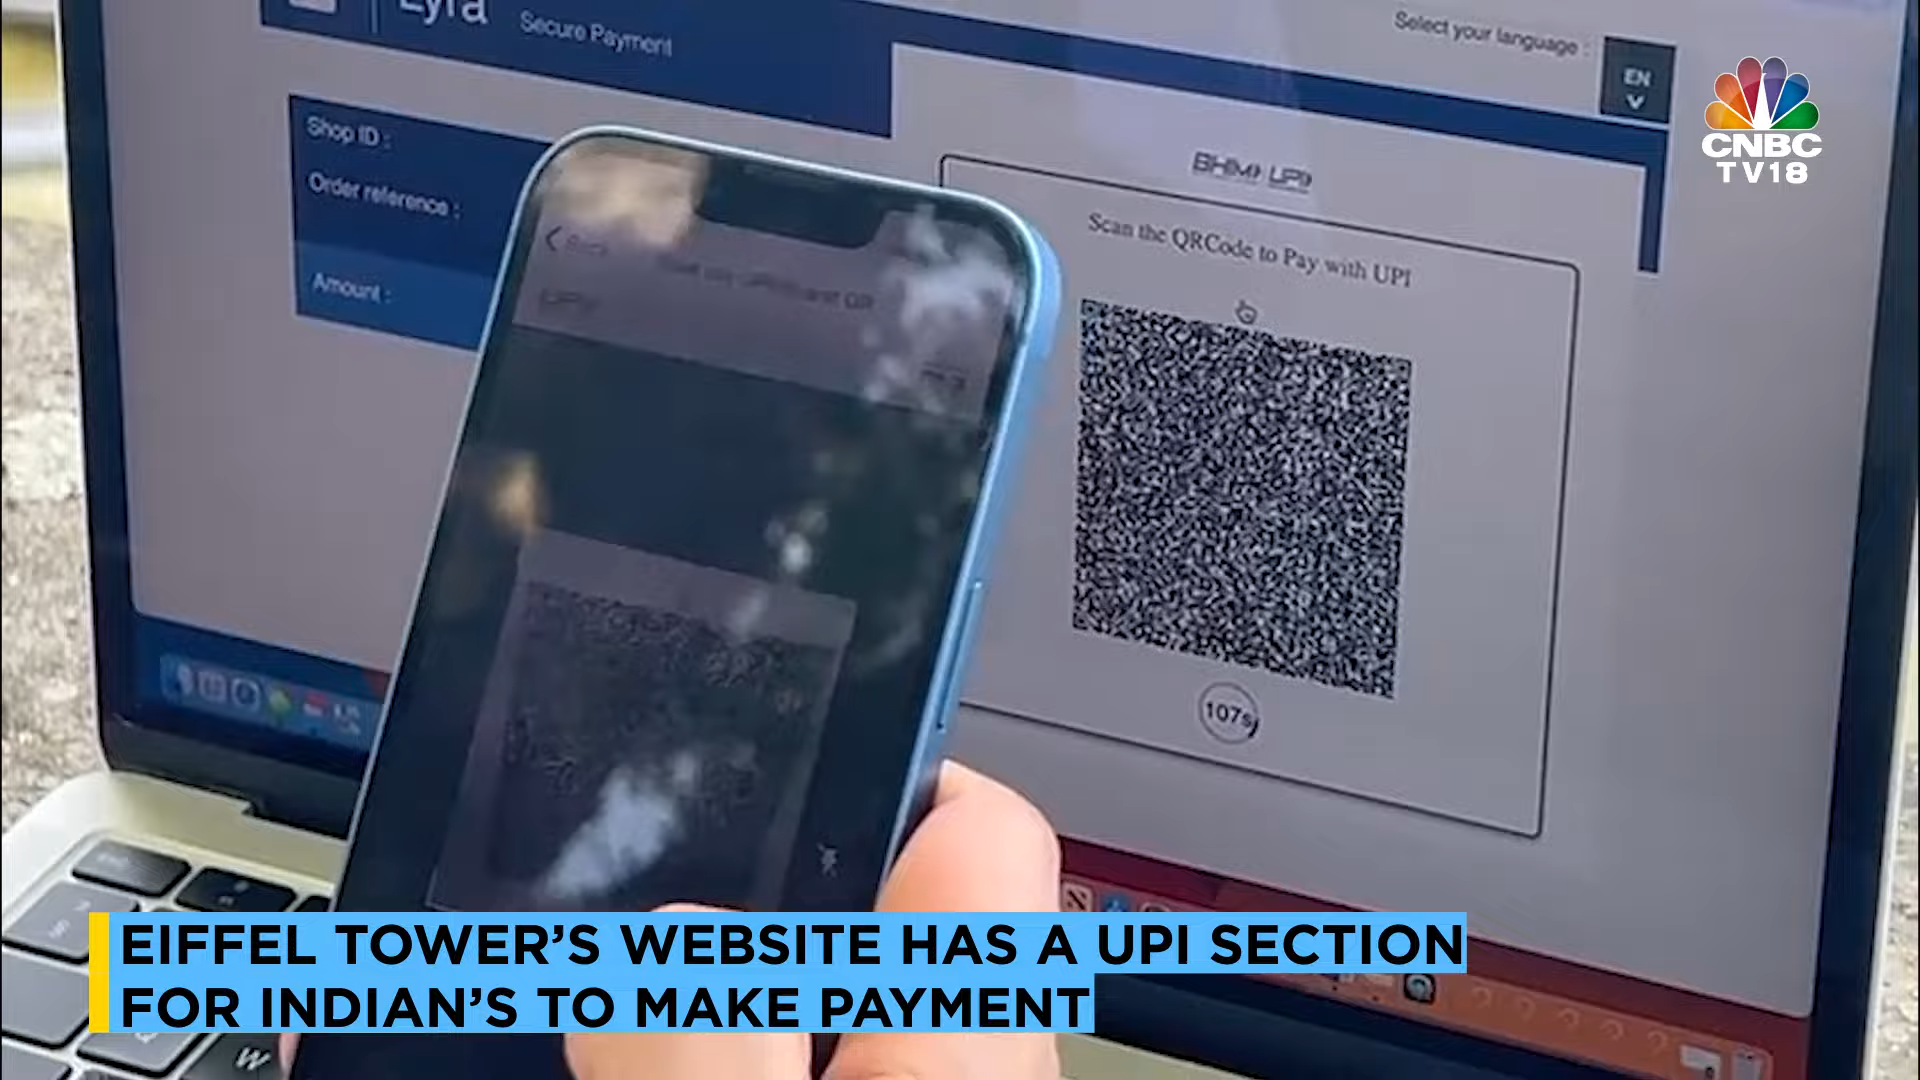 Lyra
Secure Payment
Select your language :
EN
CNBC
TV18
Shop ID :
Order reference :
Amount :
BHIM UPI
Scan the QRCode to Pay with UPI
107s
Back
EIFFEL TOWER’S WEBSITE HAS A UPI SECTION
FOR INDIAN’S TO MAKE PAYMENT
W